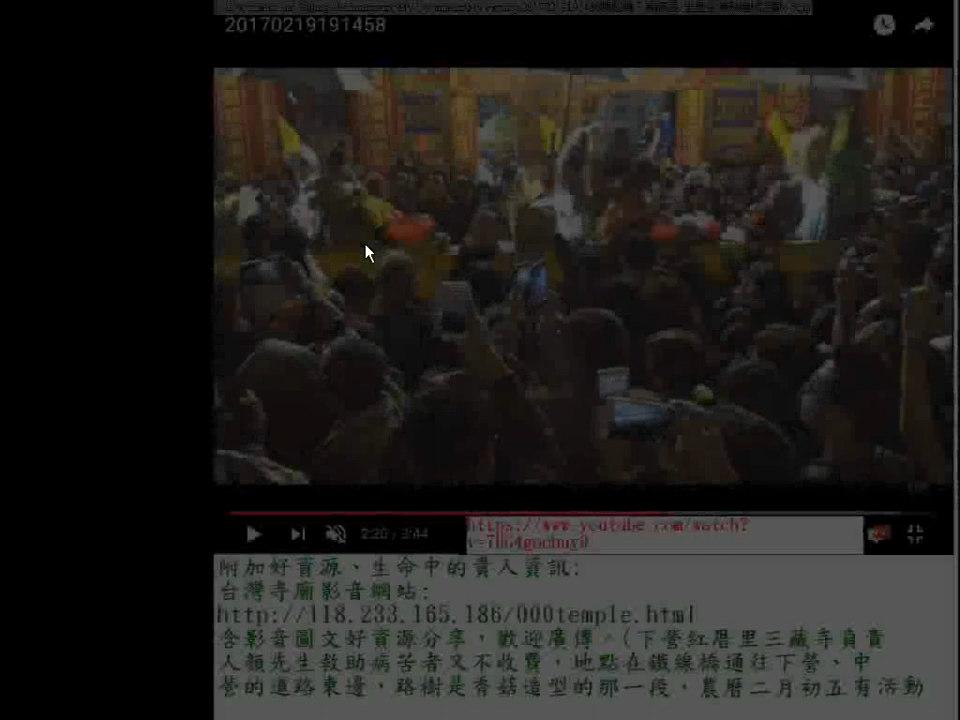 20170219191458
2:20 / 3:44
https://www.youtube.com/watch?
附加好資源、生命中的貴人資訊:
台灣寺廟影音網站:
http://118.233.165.186/000temple.html
含影音圖文好資源分享，歡迎廣傳。(下營紅厝里三藏寺負責
人顏先生救助病苦者又不收費，地點在鐵線橋通往下營、中
營的道路東邊，路樹是香菇造型的那一段，農曆二月初五有活動